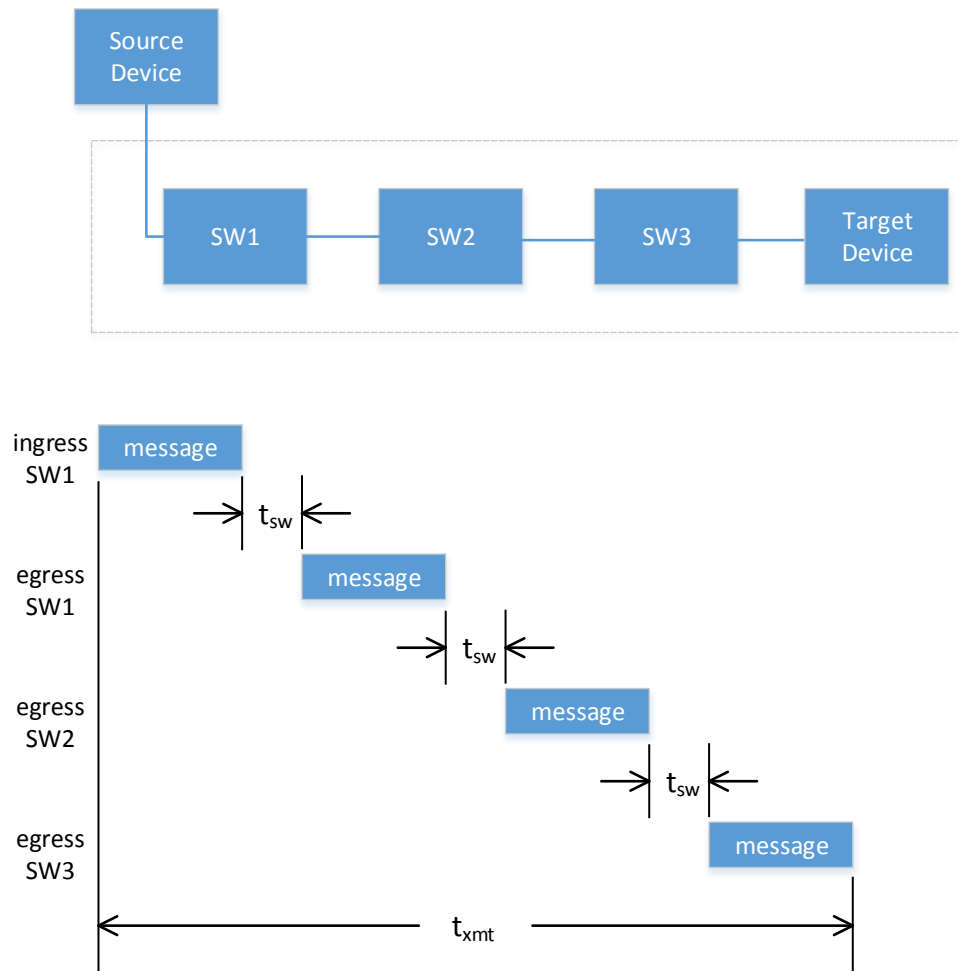 Source
Device
SW1
SW2
SW3
Target
Device
ingress
SW1
message
tsw
egress
SW1
message
tsw
egress
SW2
message
tsw
egress
SW3
message
txmt